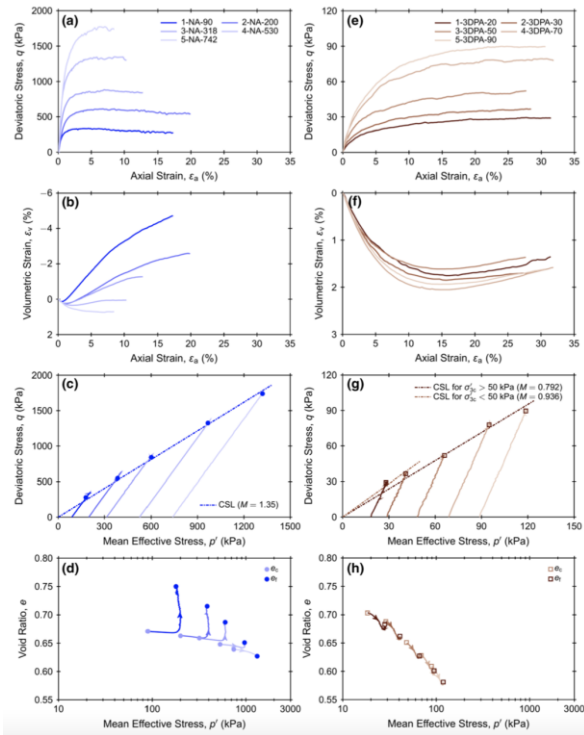 (a)
1-NA-90 2-NA-200
3-NA-318 4-NA-530
5-NA-742
Deviatoric Stress, q (kPa)
2000
1500
1000
500
0
0 5 10 15 20 25 30 35
Axial Strain, εa (%)
(e)
1-3DPA-20 2-3DPA-30
3-3DPA-50 4-3DPA-70
5-3DPA-90
Deviatoric Stress, q (kPa)
120
90
60
30
0
0 5 10 15 20 25 30 35
Axial Strain, εa (%)
(b)
Volumetric Strain, εv (%)
−6
−4
−2
0
2
0 5 10 15 20 25 30 35
Axial Strain, εa (%)
(f)
Volumetric Strain, εv (%)
0
1
2
3
0 5 10 15 20 25 30 35
Axial Strain, εa (%)
(c)
Deviatoric Stress, q (kPa)
2000
1500
1000
500
0
CSL (M = 1.35)
0 300 600 900 1200 1500
Mean Effective Stress, p′ (kPa)
(g)
CSL for σ′3c > 50 kPa (M = 0.792)
CSL for σ′3c < 50 kPa (M = 0.936)
Deviatoric Stress, q (kPa)
120
90
60
30
0
0 30 60 90 120 150
Mean Effective Stress, p′ (kPa)
(d)
ec
ef
Void Ratio, e
0.80
0.75
0.70
0.65
0.60
0.55
10 100 1000 3000
Mean Effective Stress, p′ (kPa)
(h)
ec
ef
Void Ratio, e
0.80
0.75
0.70
0.65
0.60
0.55
10 100 1000 3000
Mean Effective Stress, p′ (kPa)